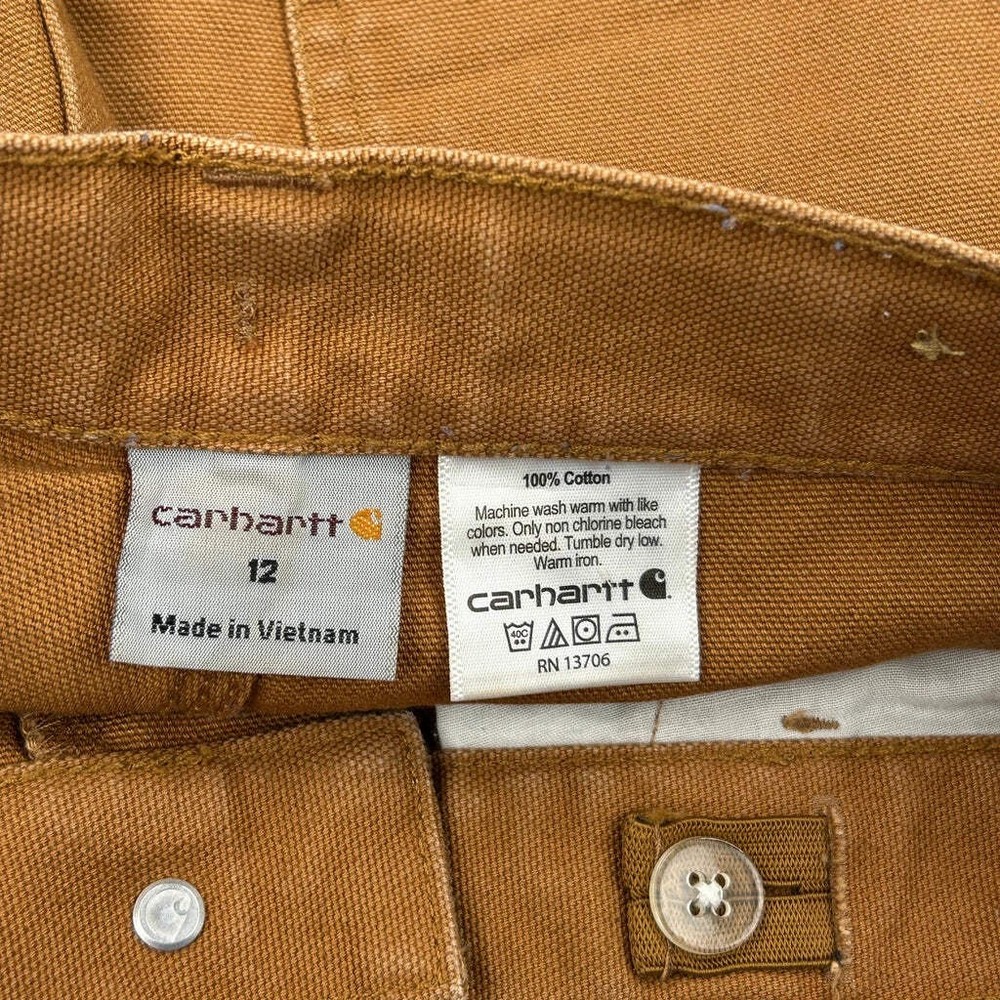 carhartt
12
Made in Vietnam
100% Cotton
Machine wash warm with like
colors. Only non chlorine bleach
when needed. Tumble dry low.
Warm iron.
carhartt
40C
RN 13706